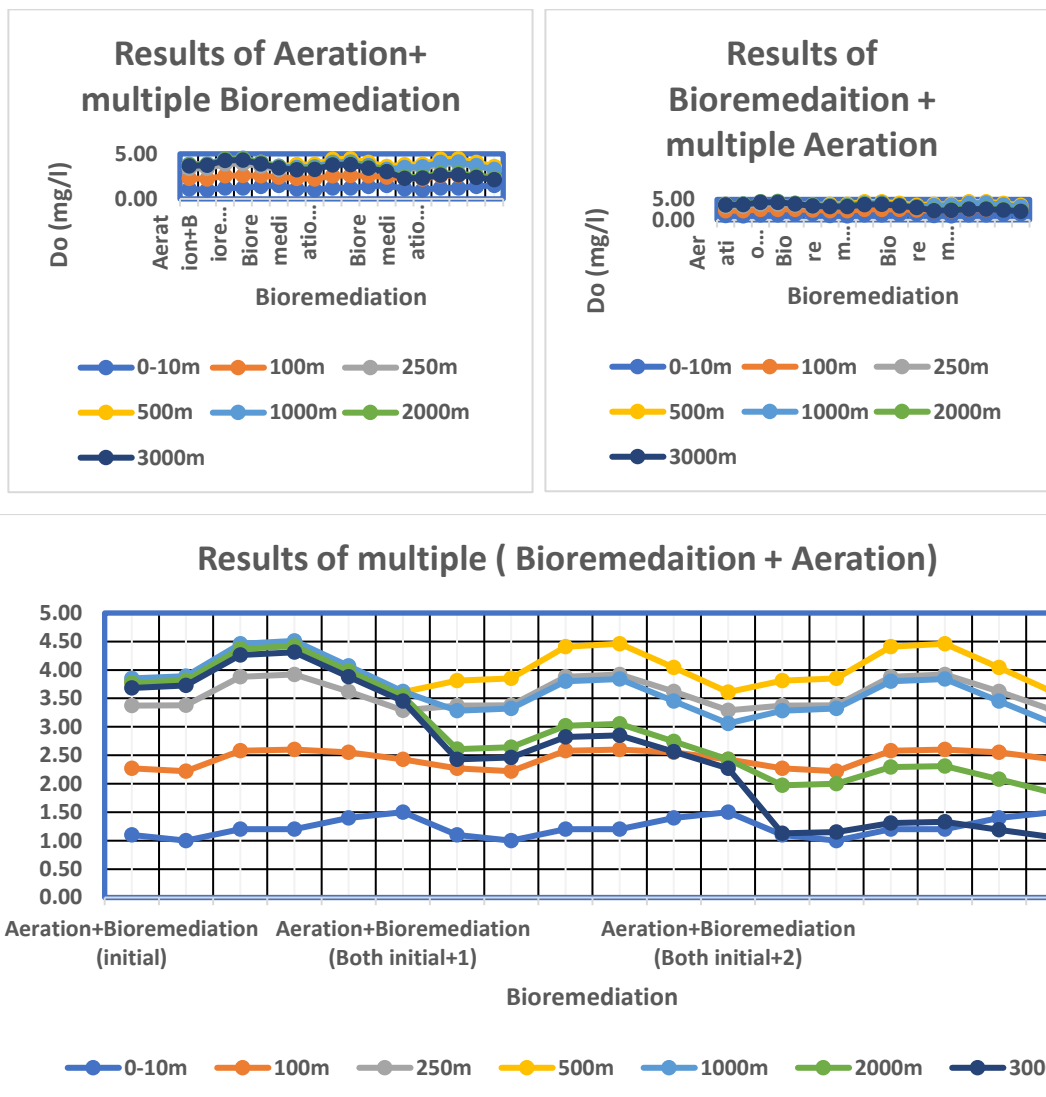 Results of Aeration+
multiple Bioremediation
Do (mg/l)
5.00
0.00
Aerat
ion+B
iore…
Biore
medi
atio…
Biore
medi
atio…
Bioremediation
0-10m 100m 250m
500m 1000m 2000m
3000m
Results of
Bioremedaition +
multiple Aeration
Do (mg/l)
5.00
0.00
Aer
ati
o…
Bio
re
m…
Bio
re
m…
Bioremediation
0-10m 100m 250m
500m 1000m 2000m
3000m
Results of multiple ( Bioremedaition + Aeration)
5.00
4.50
4.00
3.50
3.00
2.50
2.00
1.50
1.00
0.50
0.00
Aeration+Bioremediation
(initial)
Aeration+Bioremediation
(Both initial+1)
Aeration+Bioremediation
(Both initial+2)
Bioremediation
0-10m 100m 250m 500m 1000m 2000m 300